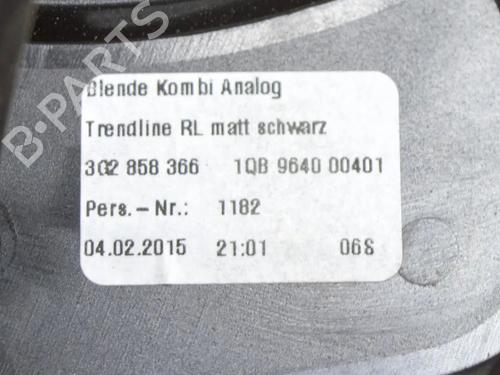 B-PARTS
Blende Kombi Analog
Trendline RL matt schwarz
3G2 858 366 1QB 9640 00401
Pers.-Nr.: 1182
04.02.2015 21:01 06S